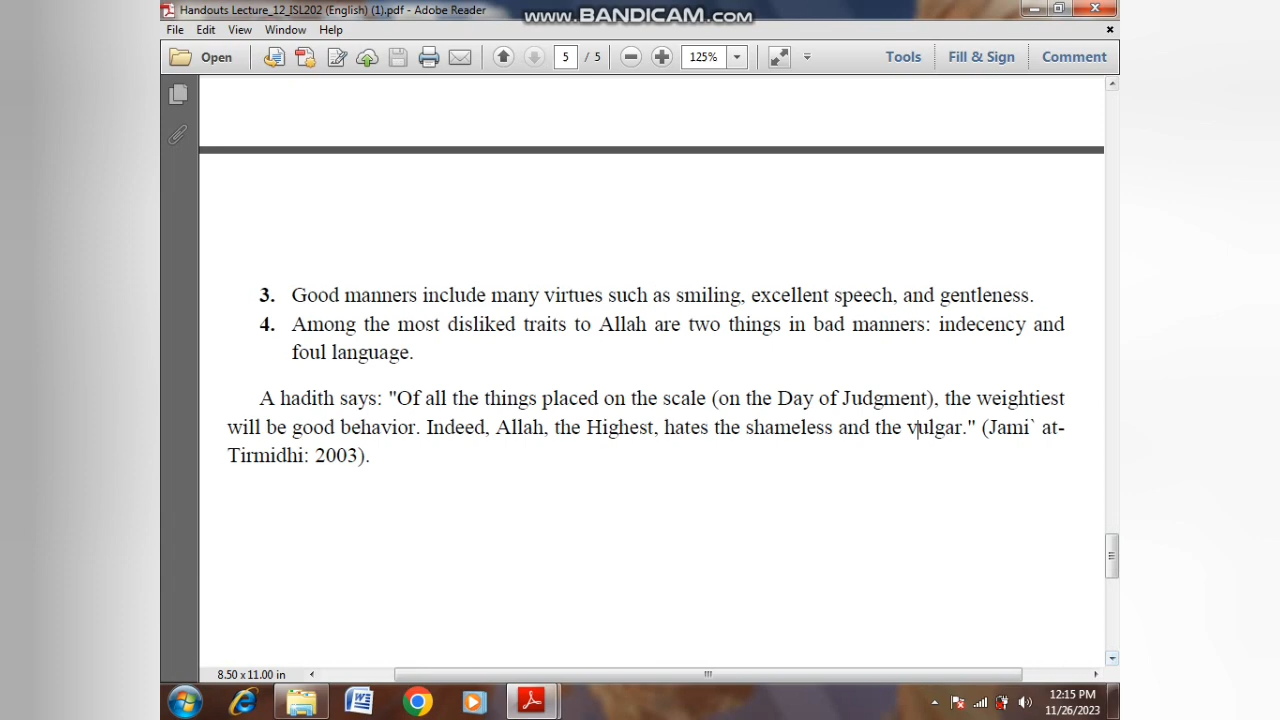 Handouts Lecture_12_ISL202 (English) (1).pdf - Adobe Reader
www.BANDICAM.com
File Edit View Window Help
Open 5 / 5 125% Tools Fill & Sign Comment
3. Good manners include many virtues such as smiling, excellent speech, and gentleness.
4. Among the most disliked traits to Allah are two things in bad manners: indecency and
foul language.
A hadith says: "Of all the things placed on the scale (on the Day of Judgment), the weightiest
will be good behavior. Indeed, Allah, the Highest, hates the shameless and the vulgar." (Jami` at-
Tirmidhi: 2003).
8.50 x 11.00 in
12:15 PM
11/26/2023